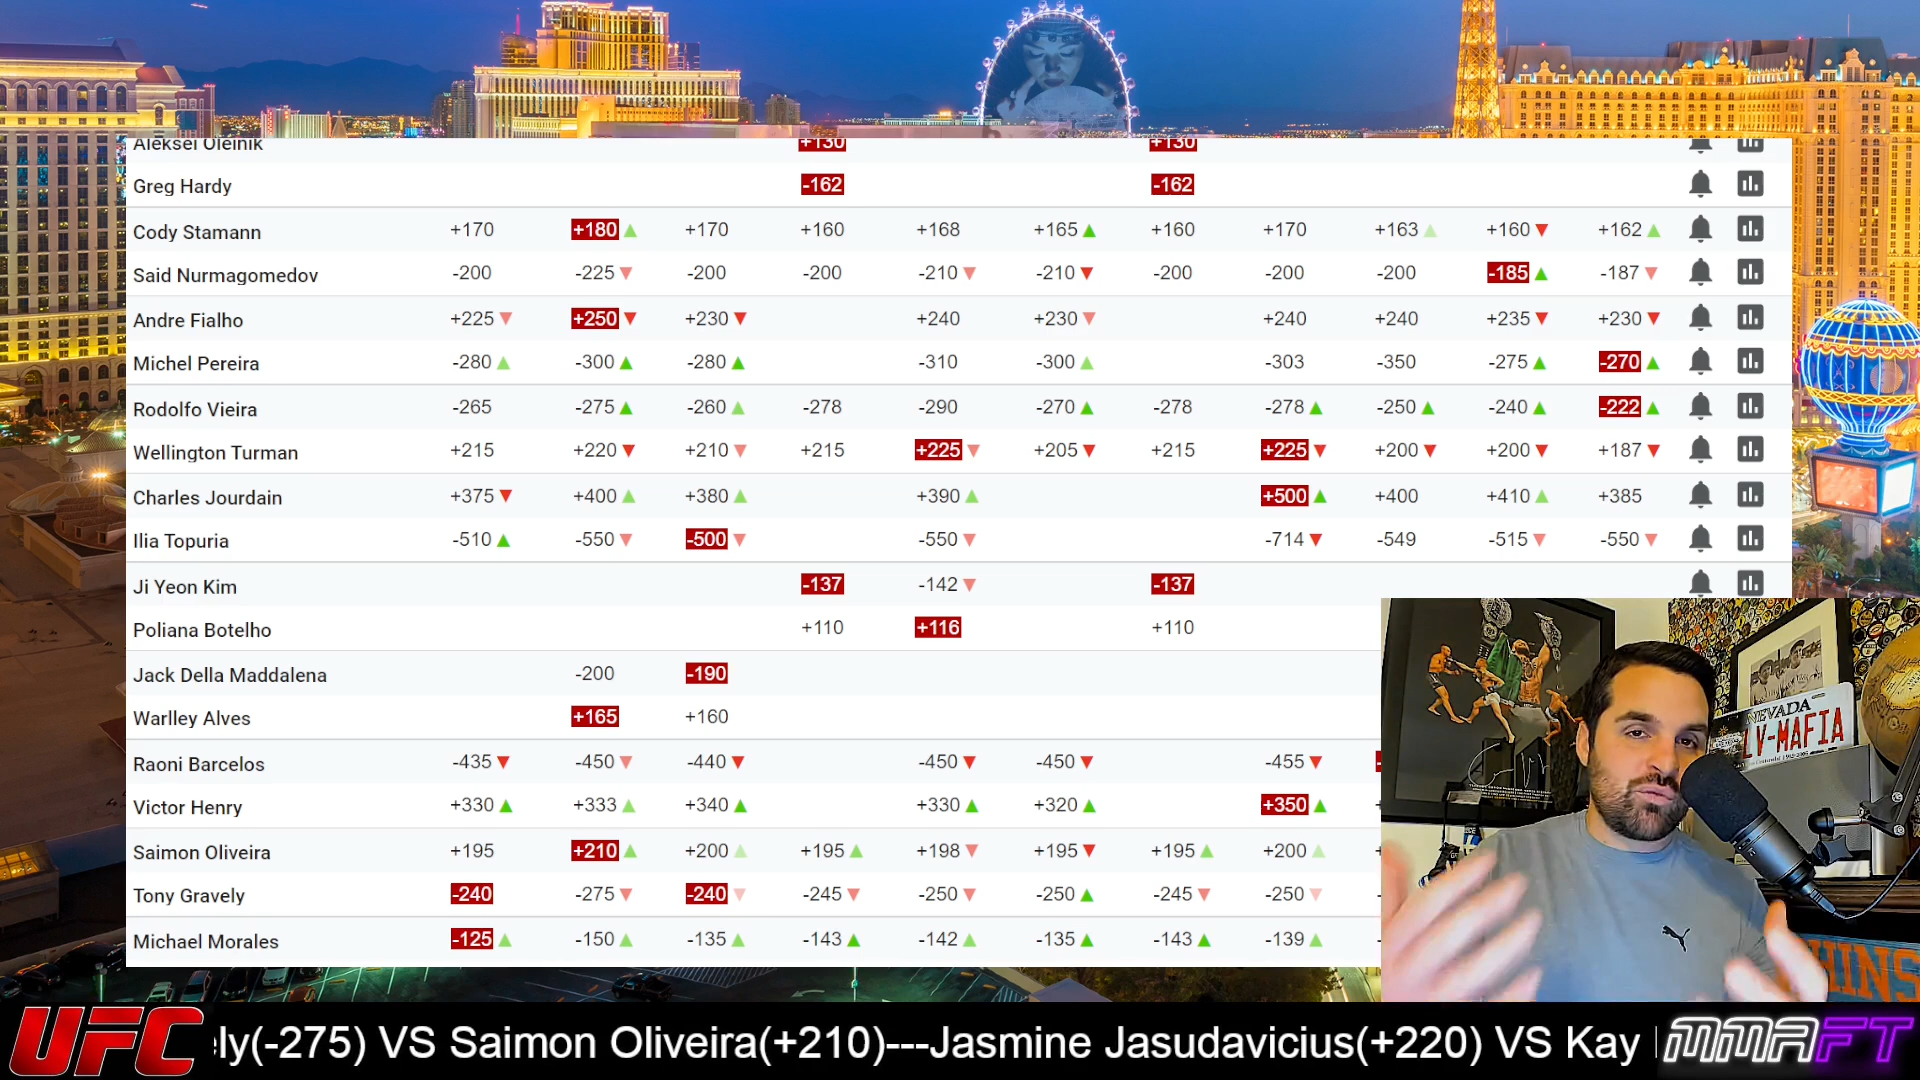 Aleksei Oleinik +130 +130
Greg Hardy -162 -162
Cody Stamann +170 +180 +170 +160 +168 +165 +160 +170 +163 +160 +162
Said Nurmagomedov -200 -225 -200 -200 -210 -210 -200 -200 -200 -185 -187
Andre Fialho +225 +250 +230 +240 +230 +240 +240 +235 +230
Michel Pereira -280 -300 -280 -310 -300 -303 -350 -275 -270
Rodolfo Vieira -265 -275 -260 -278 -290 -270 -278 -278 -250 -240 -222
Wellington Turman +215 +220 +210 +215 +225 +205 +215 +225 +200 +200 +187
Charles Jourdain +375 +400 +380 +390 +500 +400 +410 +385
Ilia Topuria -510 -550 -500 -550 -714 -549 -515 -550
Ji Yeon Kim -137 -142 -137
Poliana Botelho +110 +116 +110
Jack Della Maddalena -200 -190
Warlley Alves +165 +160
Raoni Barcelos -435 -450 -440 -450 -450 -455
Victor Henry +330 +333 +340 +330 +320 +350
Saimon Oliveira +195 +210 +200 +195 +198 +195 +195 +200
Tony Gravely -240 -275 -240 -245 -250 -250 -245 -250
Michael Morales -125 -150 -135 -143 -142 -135 -143 -139
NEVADA
LV-MAFIA
HINS
UFC ely(-275) VS Saimon Oliveira(+210)---Jasmine Jasudavicius(+220) VS Kay MMAFT